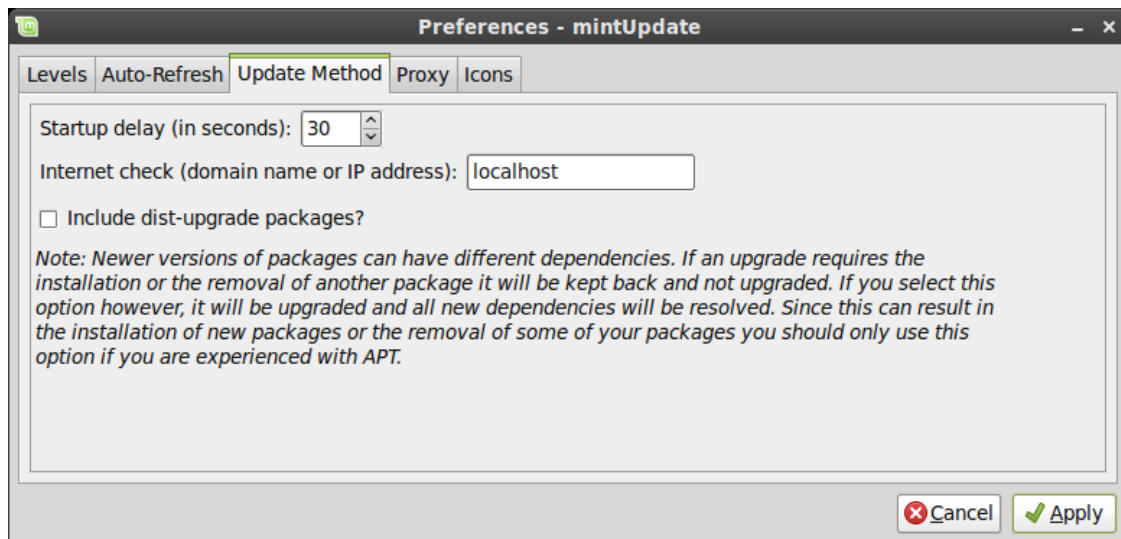 Preferences - mintUpdate
Levels Auto-Refresh Update Method Proxy Icons
Startup delay (in seconds): 30
Internet check (domain name or IP address): localhost
Include dist-upgrade packages?
Note: Newer versions of packages can have different dependencies. If an upgrade requires the
installation or the removal of another package it will be kept back and not upgraded. If you select this
option however, it will be upgraded and all new dependencies will be resolved. Since this can result in
the installation of new packages or the removal of some of your packages you should only use this
option if you are experienced with APT.
Cancel Apply